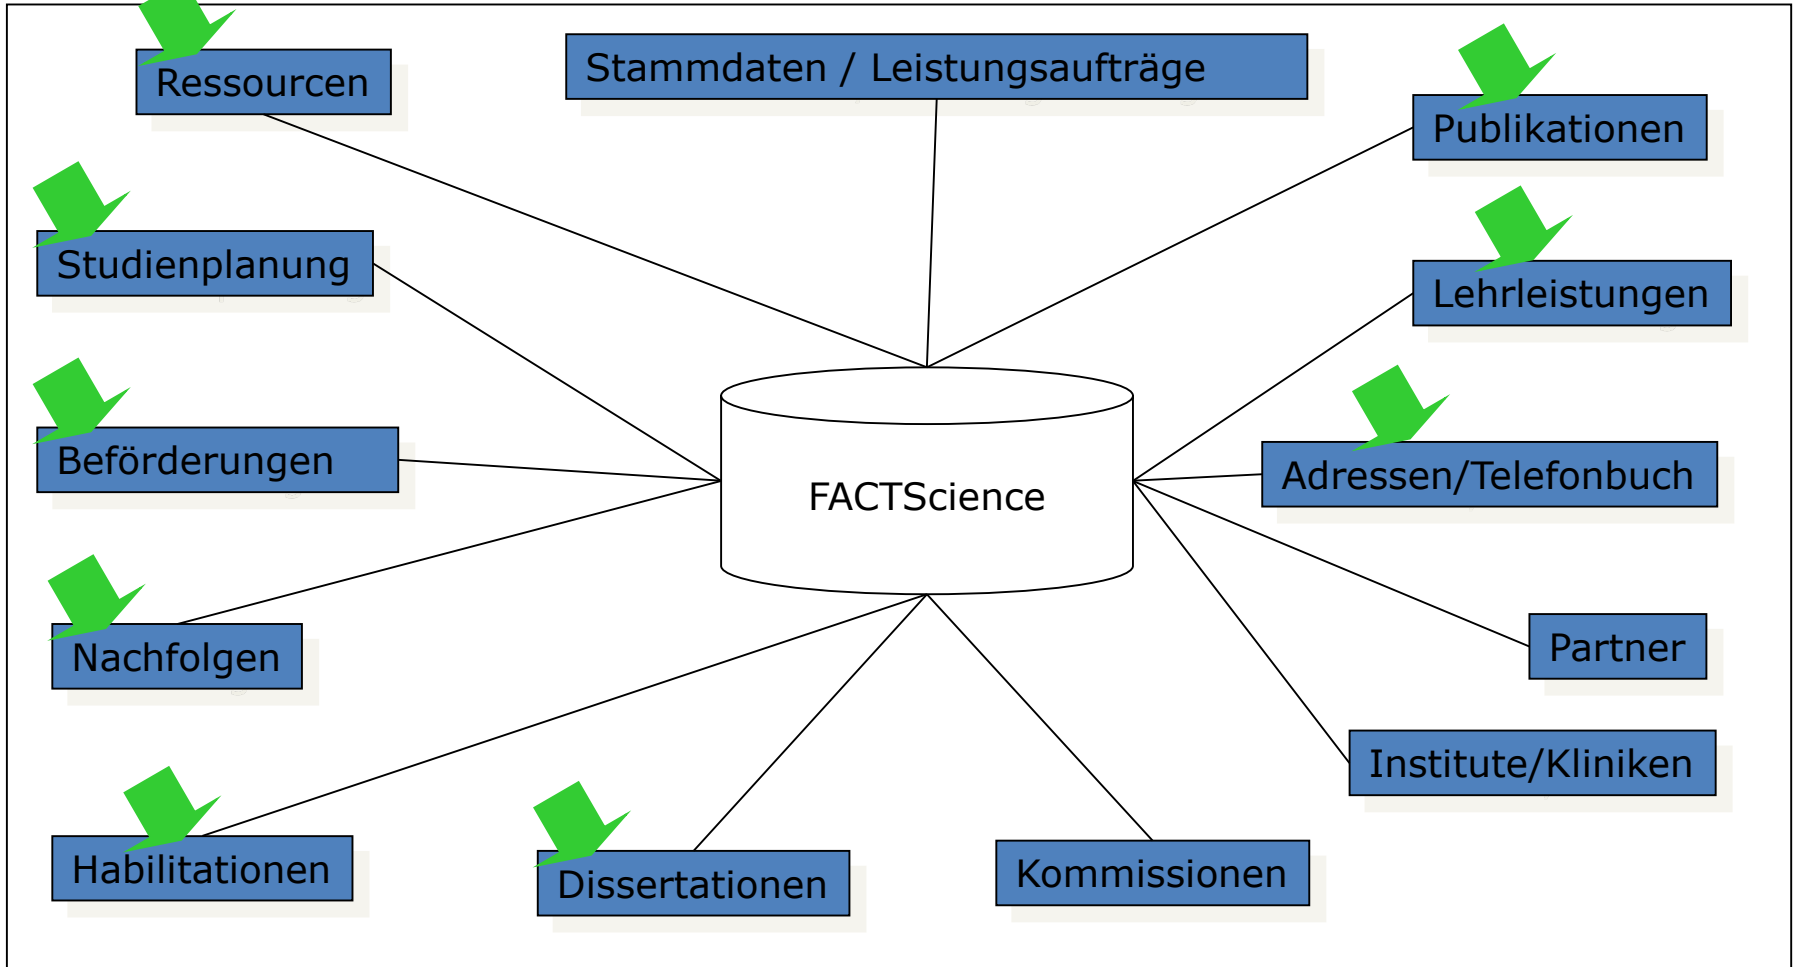 Ressourcen
Stammdaten / Leistungsaufträge
Publikationen
Studienplanung
Lehrleistungen
Beförderungen
Adressen/Telefonbuch
FACTScience
Nachfolgen
Partner
Institute/Kliniken
Habilitationen
Dissertationen
Kommissionen